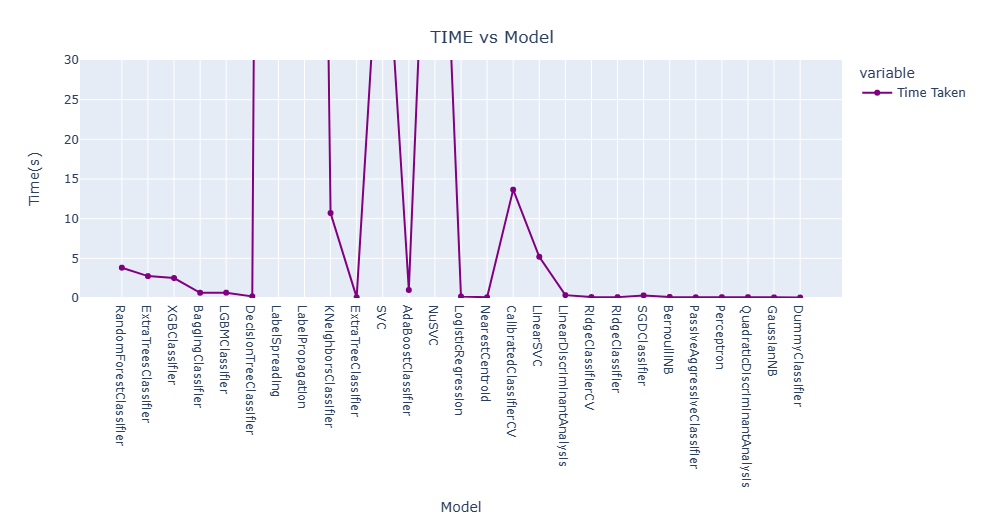 TIME vs Model
variable
Time Taken
Time(s)
30
25
20
15
10
5
0
RandomForestClassifier
ExtraTreesClassifier
XGBClassifier
BaggingClassifier
LGBMClassifier
DecisionTreeClassifier
LabelSpreading
LabelPropagation
KNeighborsClassifier
ExtraTreeClassifier
SVC
AdaBoostClassifier
NuSVC
LogisticRegression
NearestCentroid
CalibratedClassifierCV
LinearSVC
LinearDiscriminantAnalysis
RidgeClassifierCV
RidgeClassifier
SGDClassifier
BernoulliNB
PassiveAggressiveClassifier
Perceptron
QuadraticDiscriminantAnalysis
GaussianNB
DummyClassifier
Model